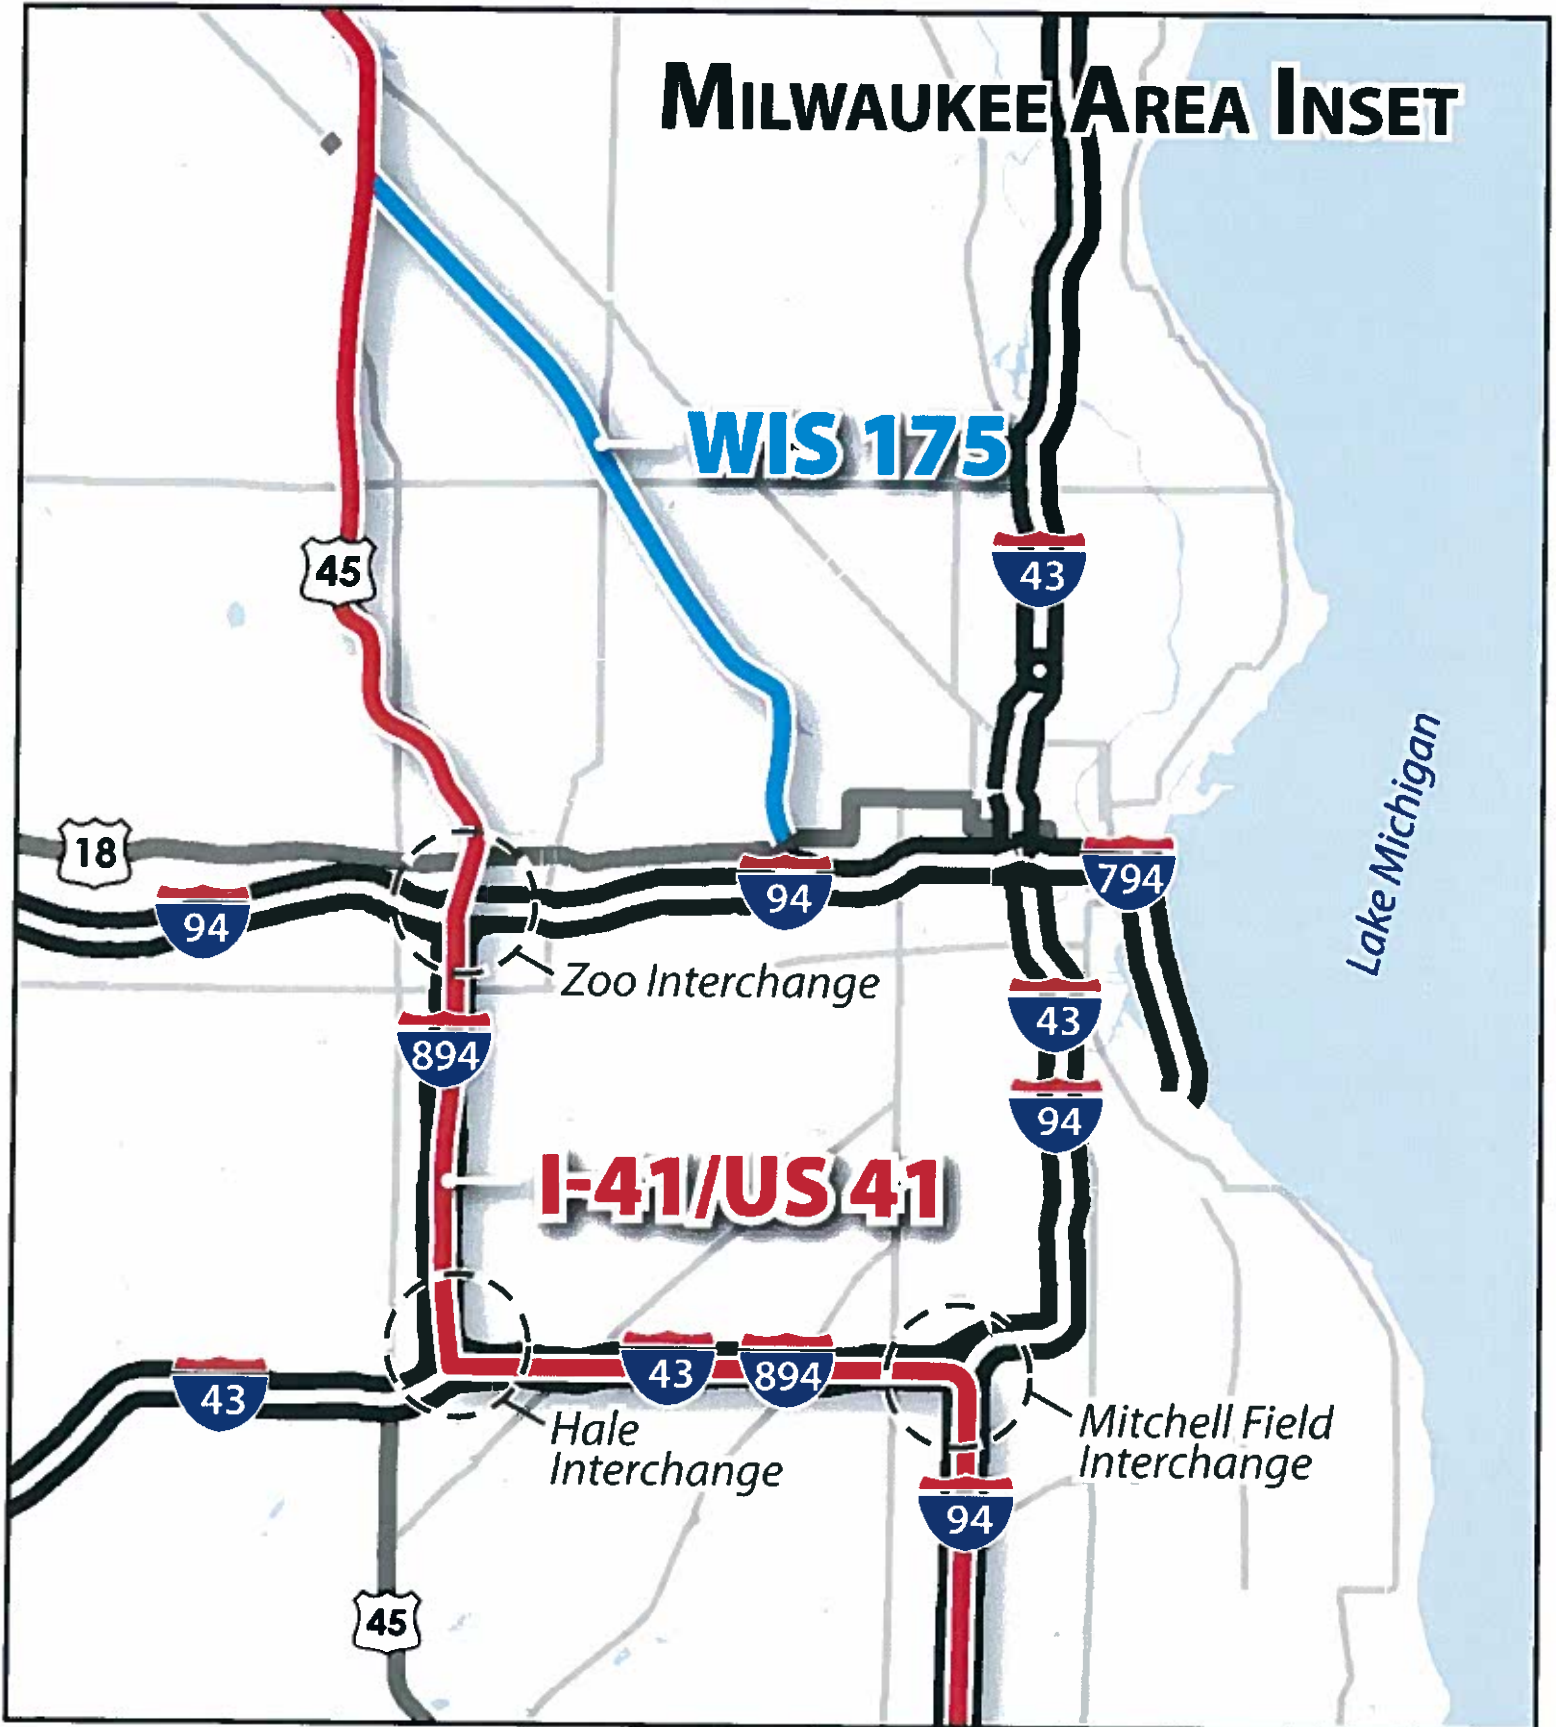 MILWAUKEE AREA INSET
WIS 175
43
45
18
94
94
794
Zoo Interchange
Lake Michigan
43
894
94
I-41/US 41
43
43
894
Hale
Interchange
Mitchell Field
Interchange
94
45